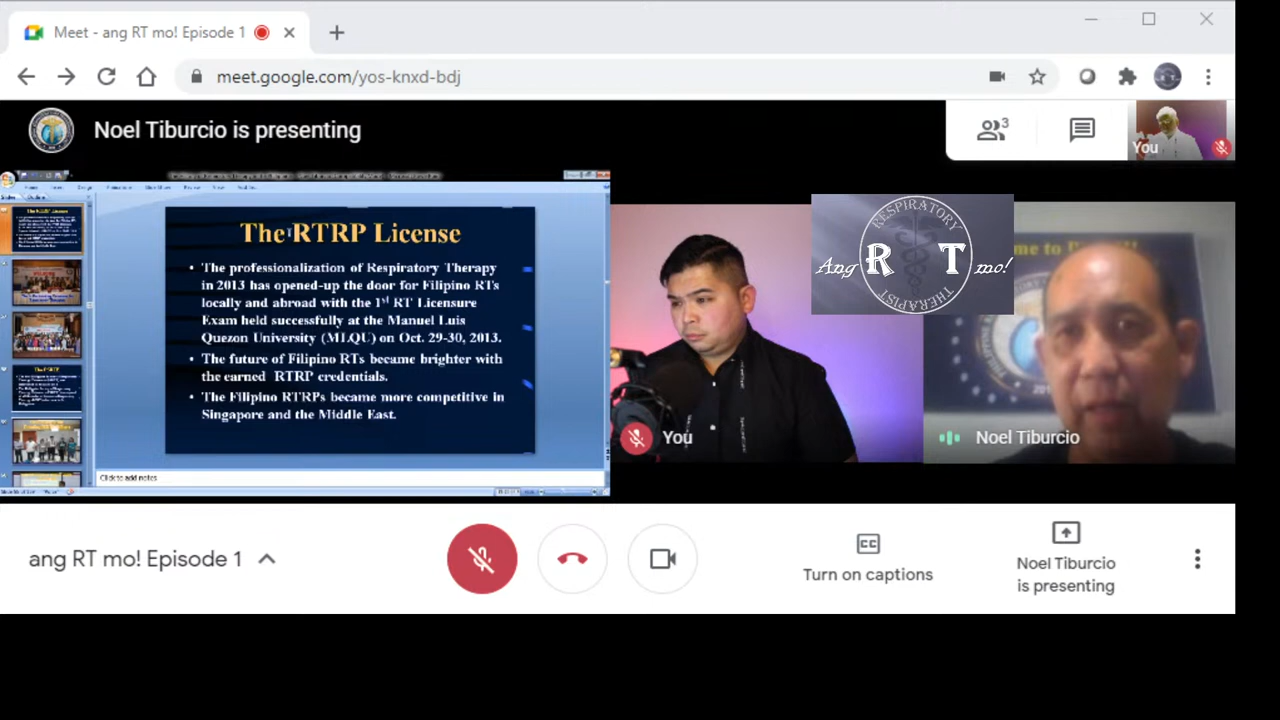 Meet - ang RT mo! Episode 1
meet.google.com/yos-knxd-bdj
Noel Tiburcio is presenting
3
You
The RTRP License
• The professionalization of Respiratory Therapy
in 2013 has opened-up the door for Filipino RTs
locally and abroad with the 1st RT Licensure
Exam held successfully at the Manuel Luis
Quezon University (MLQU) on Oct. 29-30, 2013.
• The future of Filipino RTs became brighter with
the earned RTRP credentials.
• The Filipino RTRPs became more competitive in
Singapore and the Middle East.
Click to add notes
You
RESPIRATORY
Ang R T mo!
THERAPIST
me to
Noel Tiburcio
ang RT mo! Episode 1
CC
Turn on captions
Noel Tiburcio
is presenting